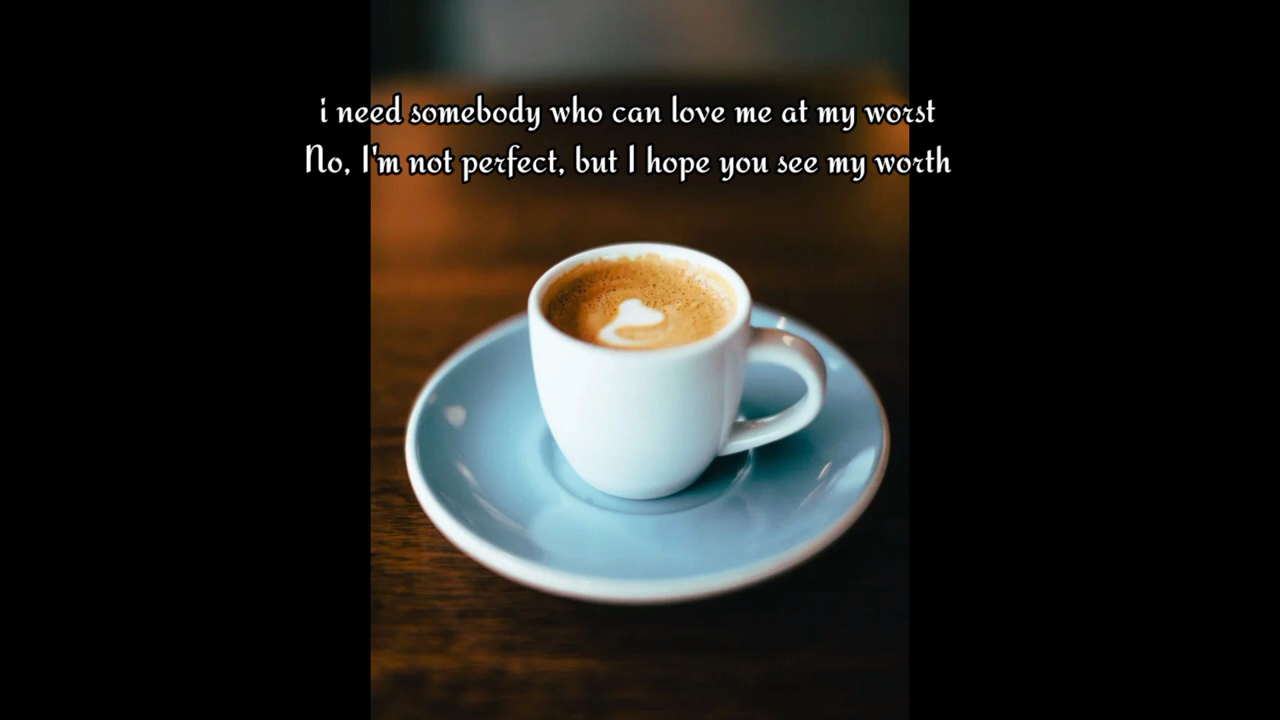 i need somebody who can love me at my worst
No, I'm not perfect, but I hope you see my worth